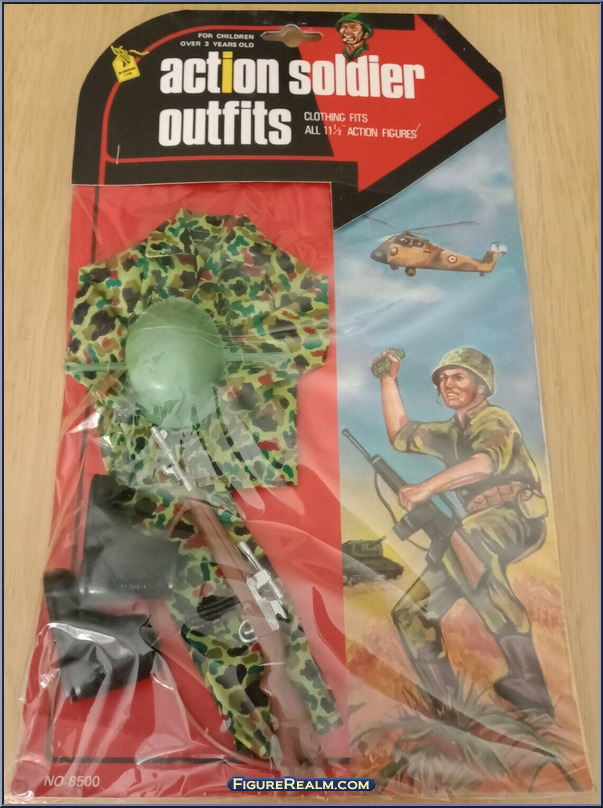 FOR CHILDREN
OVER 3 YEARS OLD
action soldier
outfits
CLOTHING FITS
ALL 11½" ACTION FIGURES
NO 8500
FIGUREREALM.COM